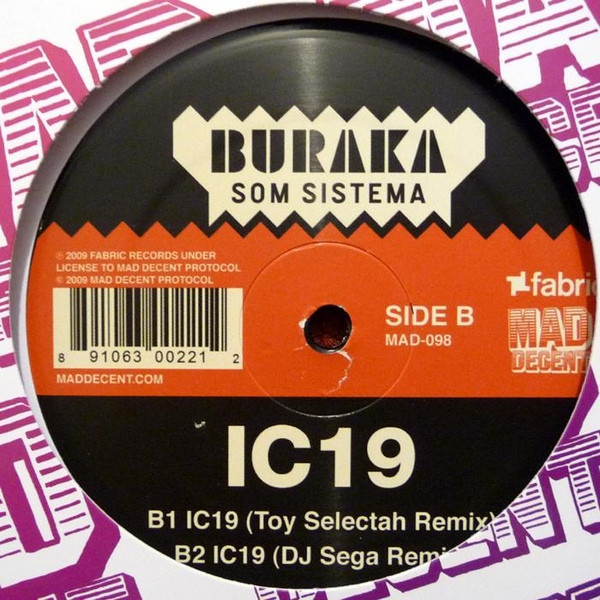 BURAKA
SOM SISTEMA
℗ 2009 FABRIC RECORDS UNDER
LICENSE TO MAD DECENT PROTOCOL
© 2009 MAD DECENT PROTOCOL
8 91063 00221 2
MADDECENT.COM
SIDE B
MAD-098
fabric
MAD
DECENT
IC19
B1 IC19 (Toy Selectah Remix)
B2 IC19 (DJ Sega Remi